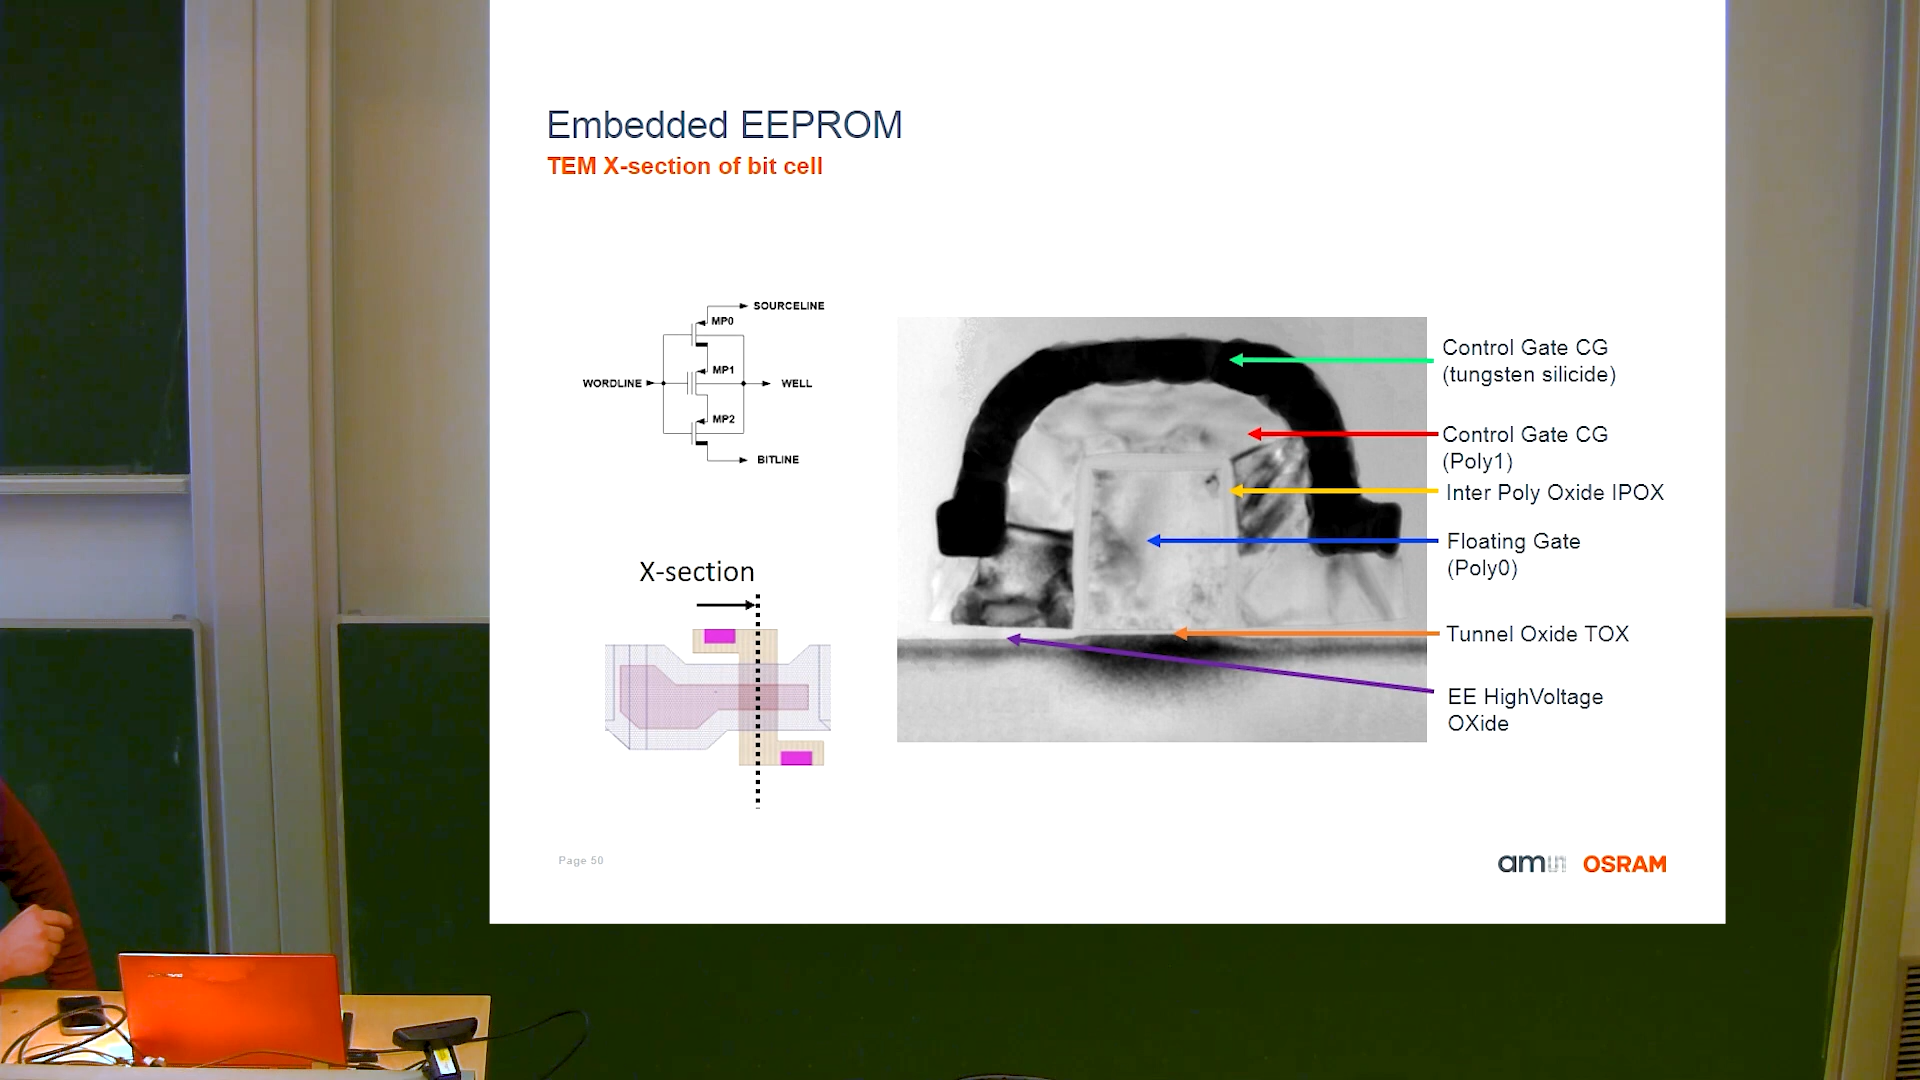 Embedded EEPROM
TEM X-section of bit cell
SOURCELINE
MP0
MP1
WORDLINE
WELL
MP2
BITLINE
X-section
Control Gate CG
(tungsten silicide)
Control Gate CG
(Poly1)
Inter Poly Oxide IPOX
Floating Gate
(Poly0)
Tunnel Oxide TOX
EE HighVoltage
OXide
Page 50
am OSRAM